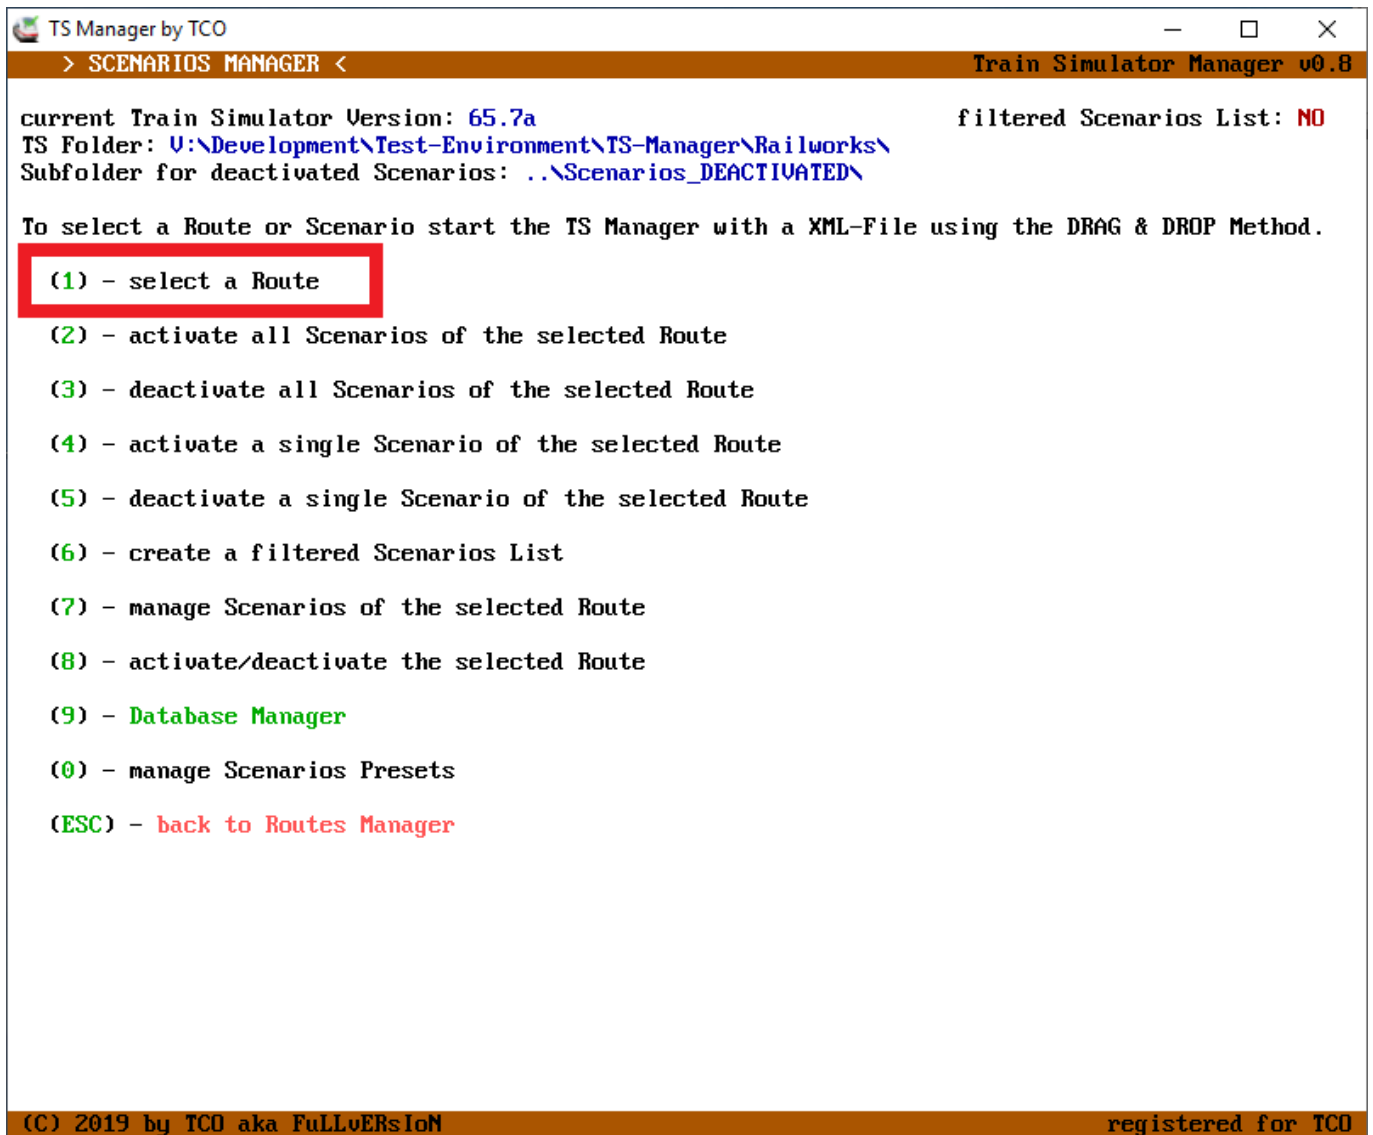 TS Manager by TCO
> SCENARIOS MANAGER < Train Simulator Manager v0.8
current Train Simulator Version: 65.7a filtered Scenarios List: NO
TS Folder: V:\Development\Test-Environment\TS-Manager\Railworks\
Subfolder for deactivated Scenarios: ..\Scenarios_DEACTIVATED\
To select a Route or Scenario start the TS Manager with a XML-File using the DRAG & DROP Method.
(1) - select a Route
(2) - activate all Scenarios of the selected Route
(3) - deactivate all Scenarios of the selected Route
(4) - activate a single Scenario of the selected Route
(5) - deactivate a single Scenario of the selected Route
(6) - create a filtered Scenarios List
(7) - manage Scenarios of the selected Route
(8) - activate/deactivate the selected Route
(9) - Database Manager
(0) - manage Scenarios Presets
(ESC) - back to Routes Manager
(C) 2019 by TCO aka FuLLvERsIoN registered for TCO